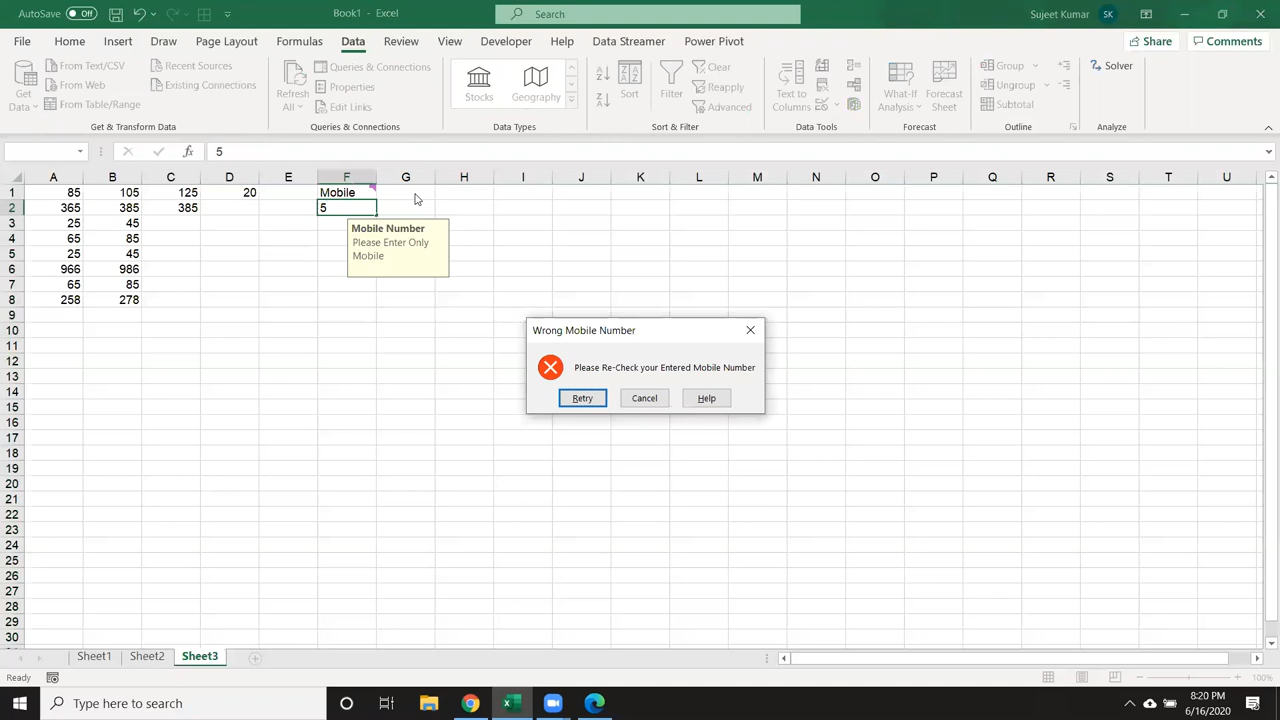 AutoSave Off Book1 - Excel Search Sujeet Kumar SK
File Home Insert Draw Page Layout Formulas Data Review View Developer Help Data Streamer Power Pivot Share Comments
Get Data From Text/CSV From Web From Table/Range Recent Sources Existing Connections
Refresh All Queries & Connections Properties Edit Links
Stocks Geography
Sort Filter Clear Reapply Advanced
Text to Columns
What-If Analysis Forecast Sheet
Group Ungroup Subtotal
Solver
Get & Transform Data Queries & Connections Data Types Sort & Filter Data Tools Forecast Outline Analyze
fx 5
A B C D E F G H I J K L M N O P Q R S T U
1 85 105 125 20 Mobile
2 365 385 385 5
3 25 45
4 65 85
5 25 45
6 966 986
7 65 85
8 258 278
9
10
11
12
13
14
15
16
17
18
19
20
21
22
23
24
25
26
27
28
29
30
Mobile Number
Please Enter Only
Mobile
Wrong Mobile Number
Please Re-Check your Entered Mobile Number
Retry Cancel Help
Sheet1 Sheet2 Sheet3
Ready 100%
Type here to search
8:20 PM
6/16/2020